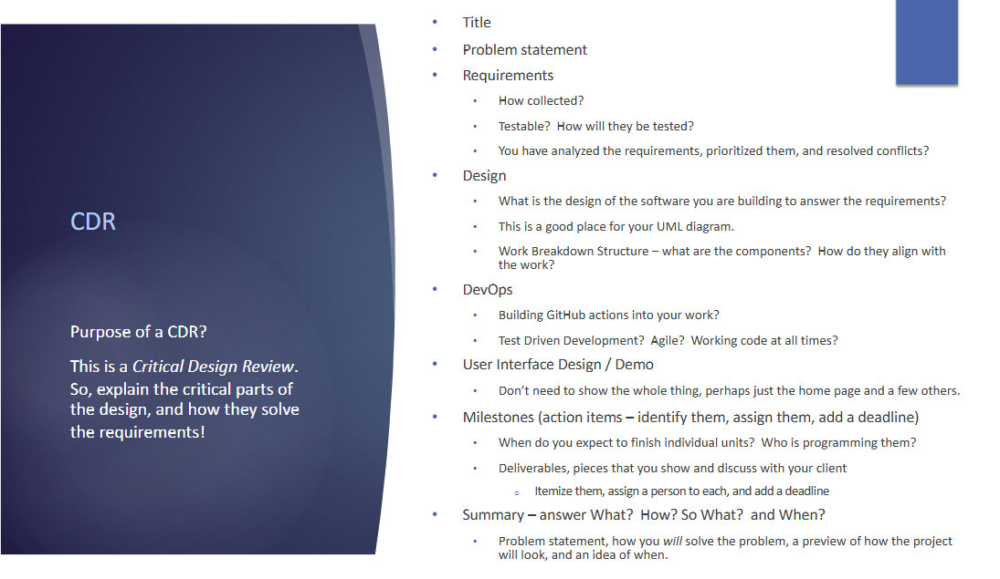 CDR
Purpose of a CDR?
This is a Critical Design Review.
So, explain the critical parts of
the design, and how they solve
the requirements!
• Title
• Problem statement
• Requirements
• How collected?
• Testable?  How will they be tested?
• You have analyzed the requirements, prioritized them, and resolved conflicts?
• Design
• What is the design of the software you are building to answer the requirements?
• This is a good place for your UML diagram.
• Work Breakdown Structure – what are the components?  How do they align with
the work?
• DevOps
• Building GitHub actions into your work?
• Test Driven Development?  Agile?  Working code at all times?
• User Interface Design / Demo
• Don’t need to show the whole thing, perhaps just the home page and a few others.
• Milestones (action items – identify them, assign them, add a deadline)
• When do you expect to finish individual units?  Who is programming them?
• Deliverables, pieces that you show and discuss with your client
o Itemize them, assign a person to each, and add a deadline
• Summary – answer What?  How? So What?  and When?
• Problem statement, how you will solve the problem, a preview of how the project
will look, and an idea of when.